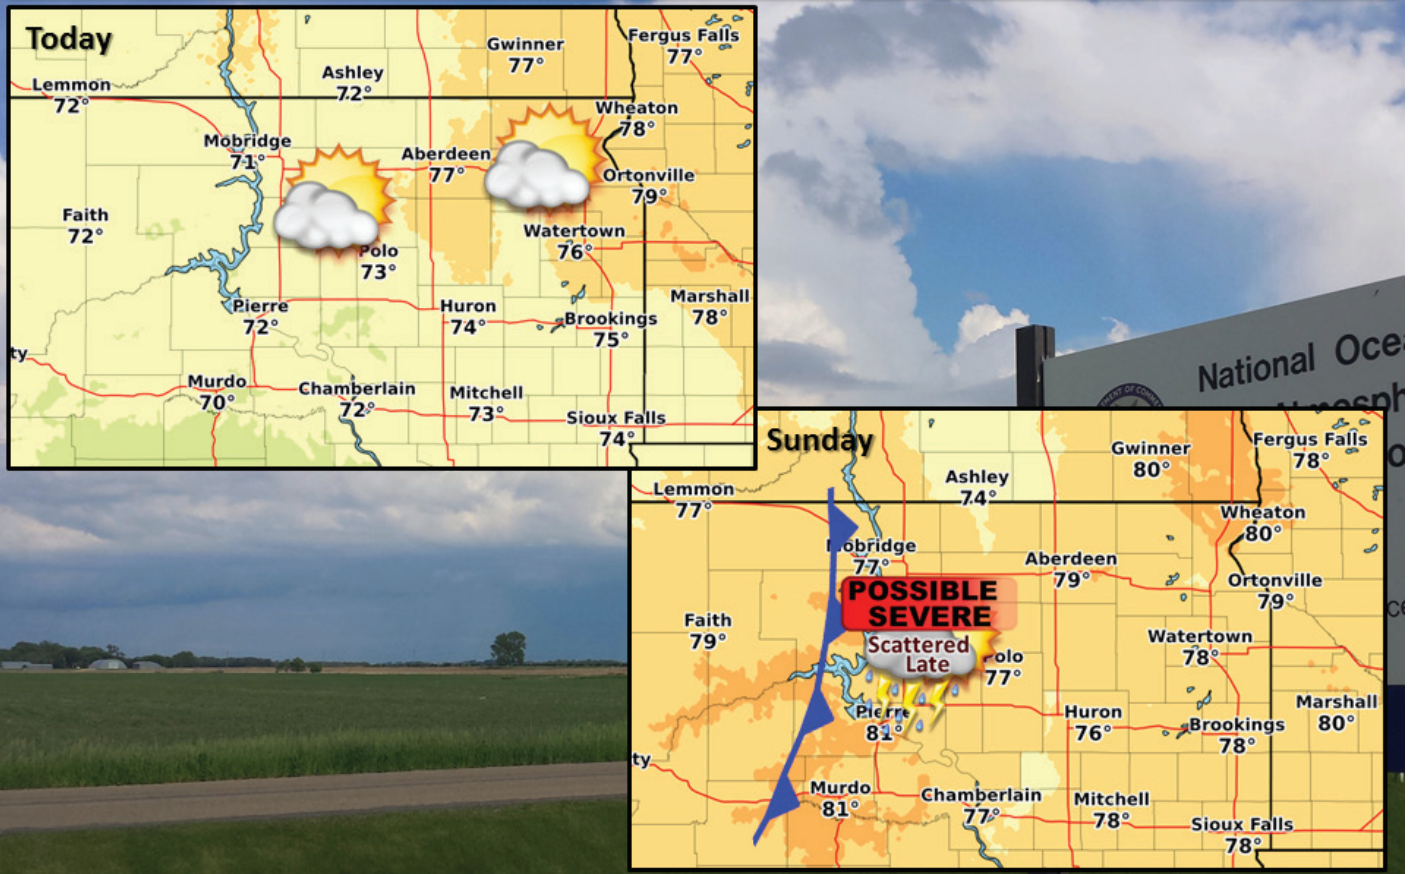 Today
Fergus Falls
77°
Gwinner
77°
Ashley
72°
Lemmon
72°
Wheaton
78°
Mobridge
71°
Aberdeen
77°
Ortonville
79°
Faith
72°
Watertown
76°
Polo
73°
Marshall
78°
Pierre
72°
Huron
74°
Brookings
75°
ty
Murdo
70°
Chamberlain
72°
Mitchell
73°
Sioux Falls
74°
National Ocea
Atmosph
Sunday
Fergus Falls
78°
Gwinner
80°
Ashley
74°
Lemmon
77°
Wheaton
80°
Mobridge
77°
Aberdeen
79°
Ortonville
79°
POSSIBLE
SEVERE
Scattered
Late
Faith
79°
Watertown
78°
Polo
77°
Marshall
80°
Pierre
81°
Huron
76°
Brookings
78°
ty
Murdo
81°
Chamberlain
77°
Mitchell
78°
Sioux Falls
78°